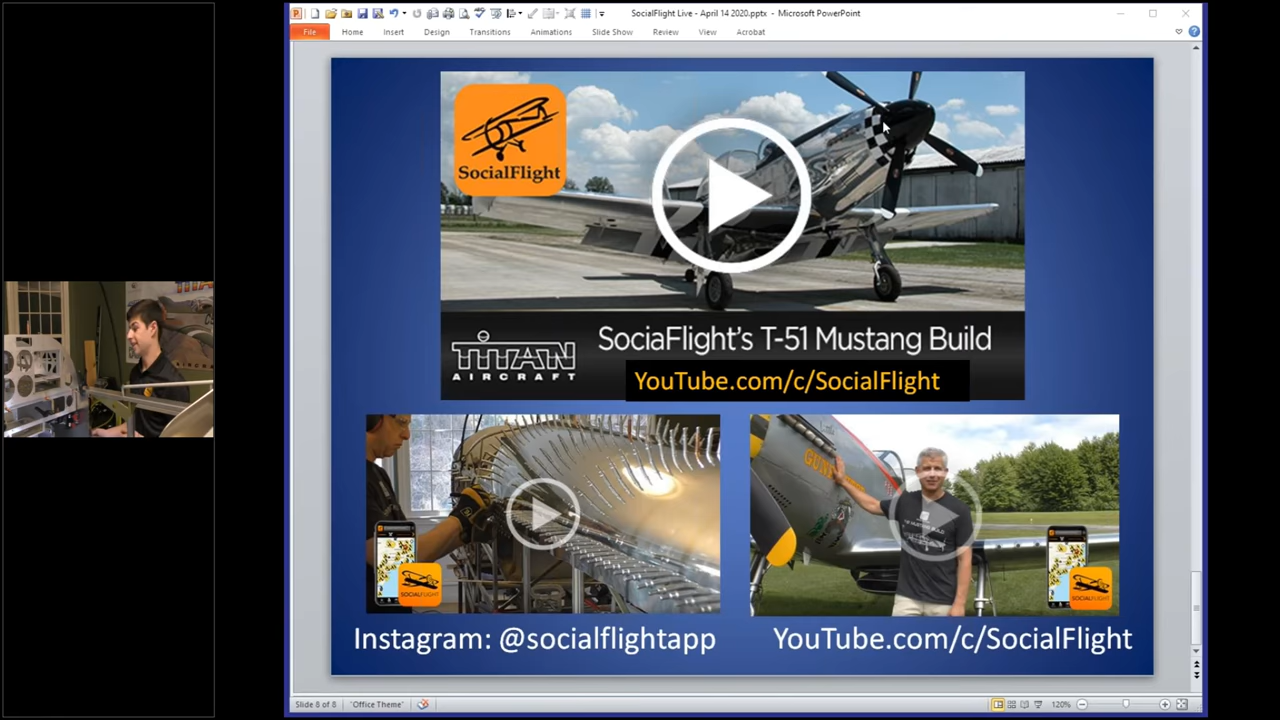 SocialFlight Live - April 14 2020.pptx - Microsoft PowerPoint
File Home Insert Design Transitions Animations Slide Show Review View Acrobat
SocialFlight
TITAN
AIRCRAFT
SociaFlight's T-51 Mustang Build
YouTube.com/c/SocialFlight
SOCIALFLIGHT
SOCIALFLIGHT
Instagram: @socialflightapp
YouTube.com/c/SocialFlight
Slide 8 of 8 "Office Theme" 120%